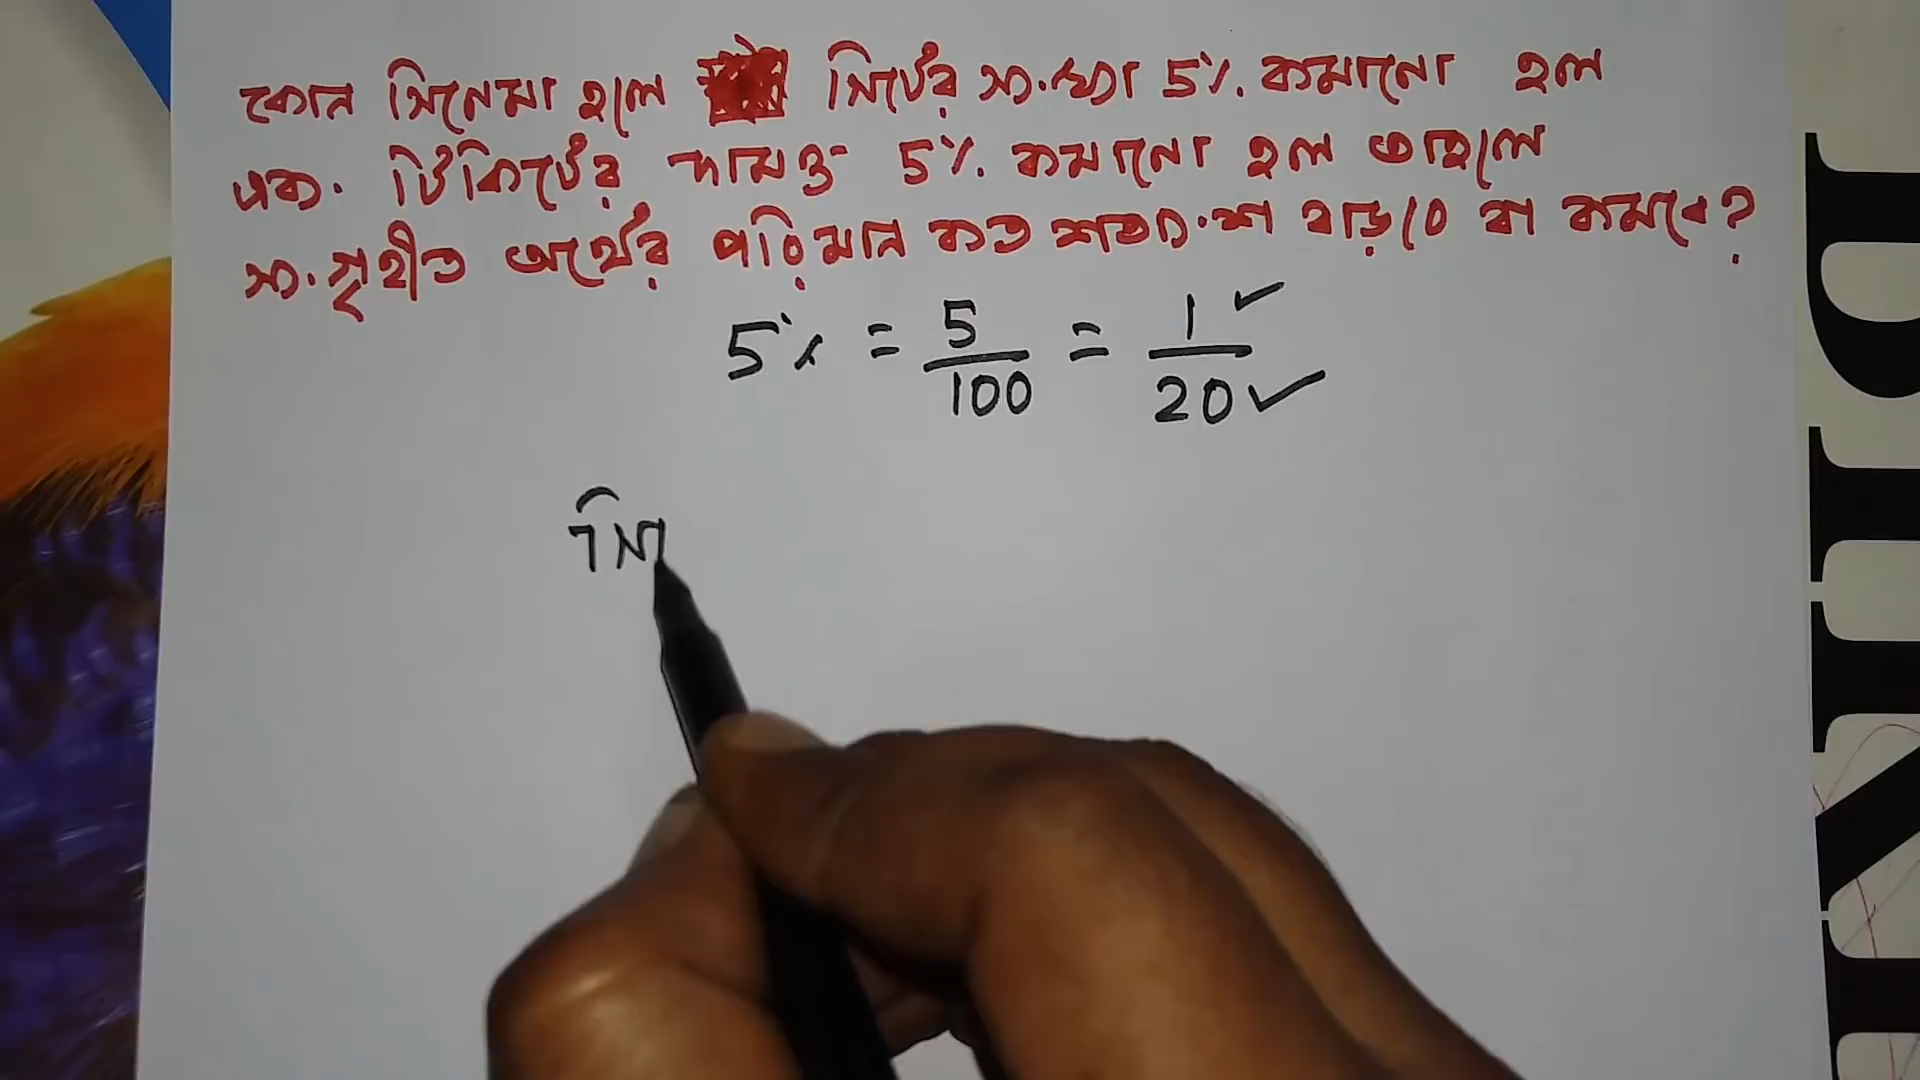 কোন সিনেমা হলে সিটের সংখ্যা 5% কমানো হল
এবং টিকিটের দামও 5% কমানো হল তাহলে
সংগৃহীত অর্থের পরিমান কত শতাংশ বাড়বে বা কমবে?
5% = 5/100 = 1/20
সি